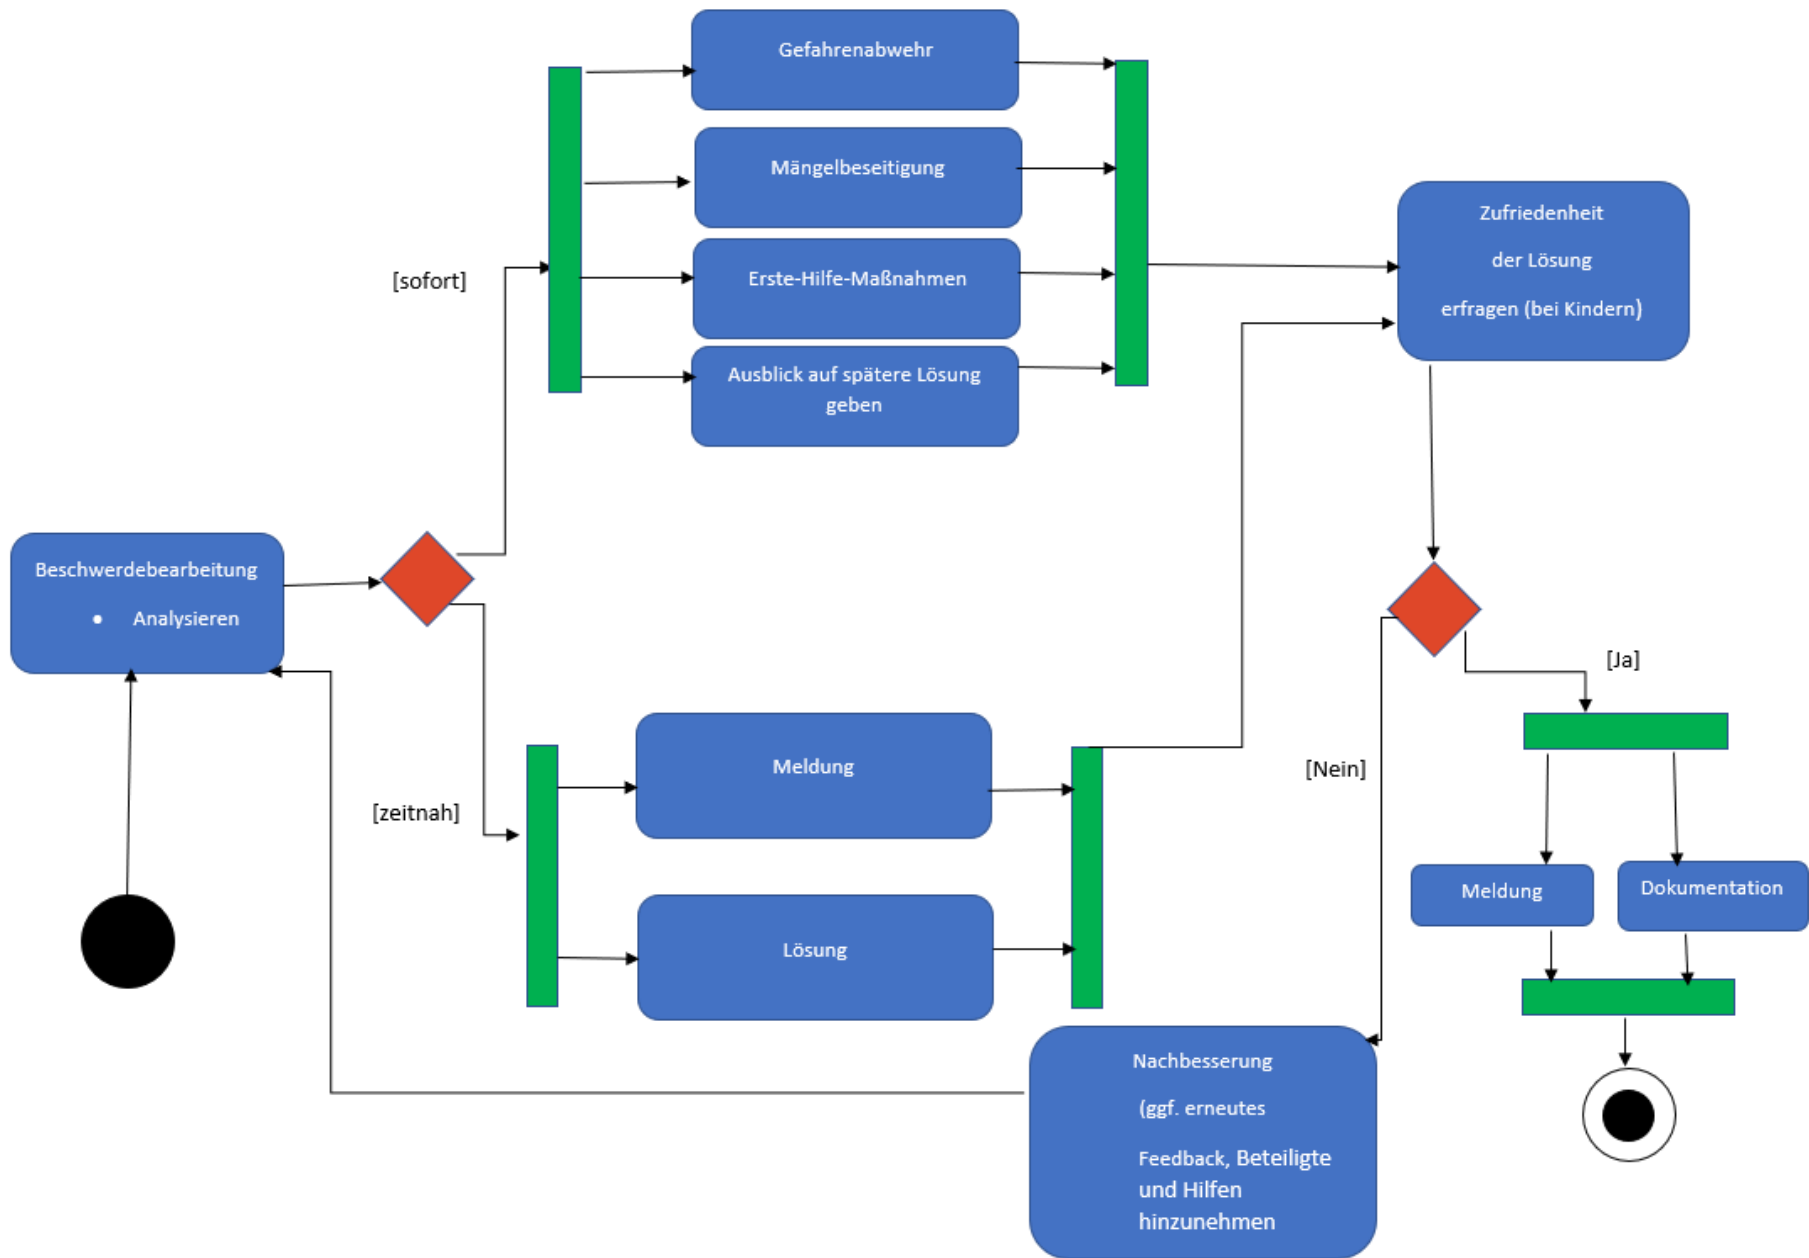 Gefahrenabwehr
Mängelbeseitigung
[sofort]
Erste-Hilfe-Maßnahmen
Ausblick auf spätere Lösung
geben
Zufriedenheit
der Lösung
erfragen (bei Kindern)
Beschwerdebearbeitung
• Analysieren
[zeitnah]
Meldung
Lösung
[Nein]
[Ja]
Meldung
Dokumentation
Nachbesserung
(ggf. erneutes
Feedback, Beteiligte
und Hilfen
hinzunehmen